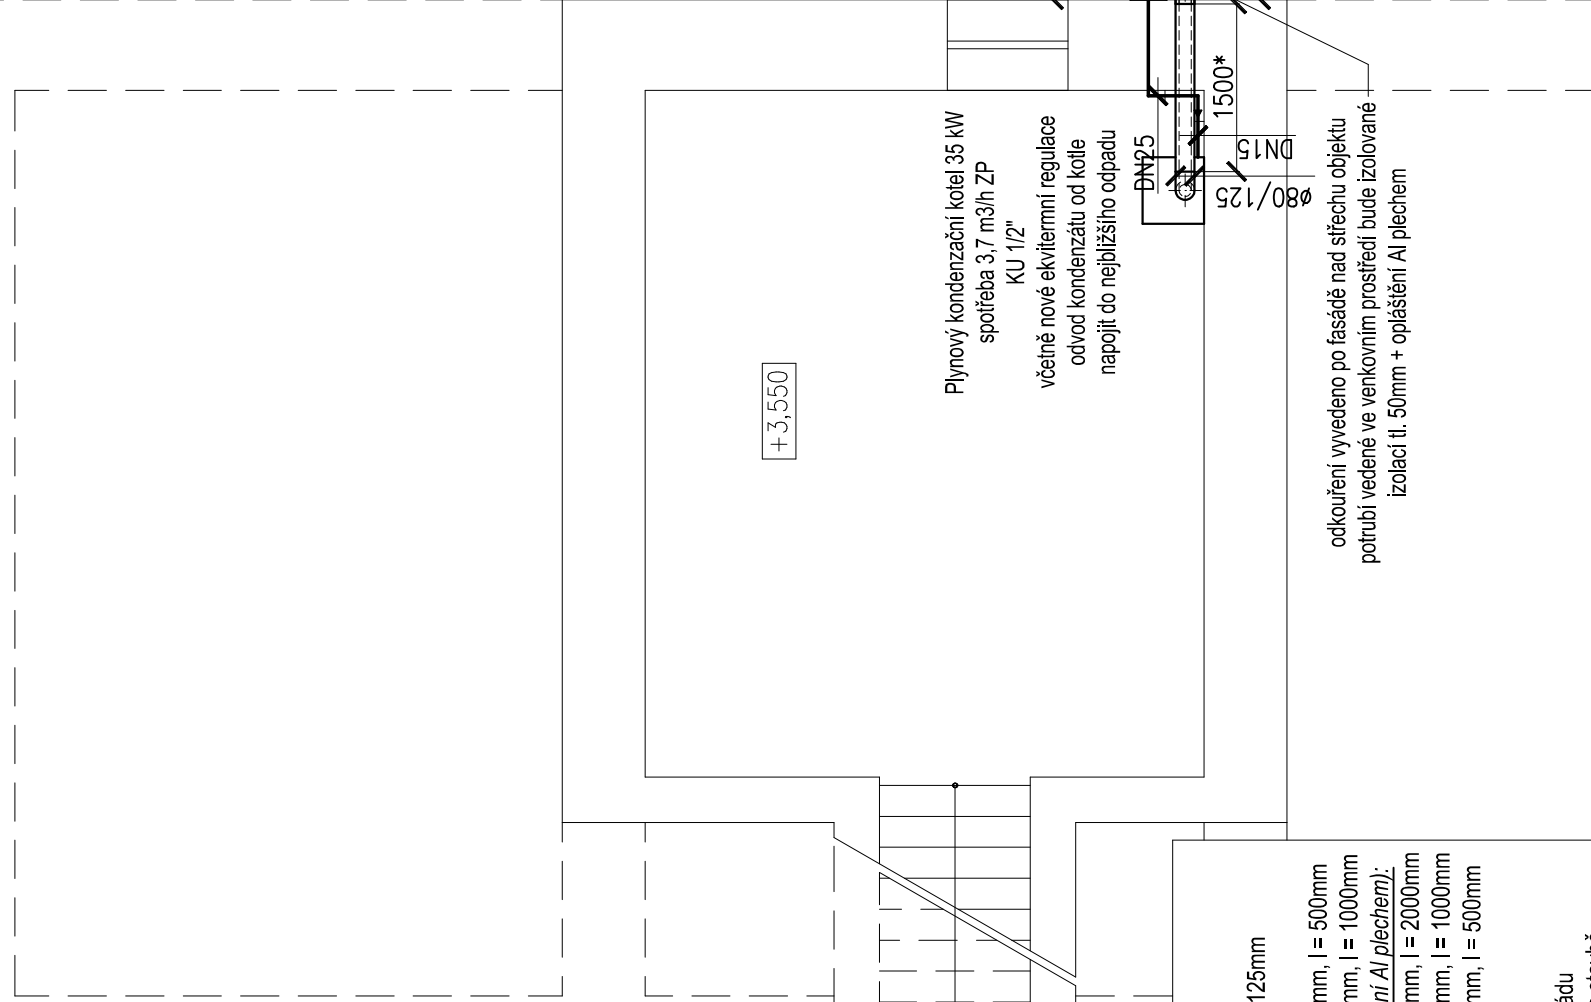 Plynový kondenzační kotel 35 kW
spotřeba 3,7 m3/h ZP
KU 1/2"
včetně nové ekvitermní regulace
odvod kondenzátu od kotle
napojit do nejbližšího odpadu
+3,550
DN25
1500*
DN15
ø80/125
odkouření vyvedeno po fasádě nad střechu objektu
potrubí vedené ve venkovním prostředí bude izolované
izolací tl. 50mm + opláštění Al plechem
125mm
mm, l = 500mm
mm, l = 1000mm
ní Al plechem):
mm, l = 2000mm
mm, l = 1000mm
mm, l = 500mm
ádu